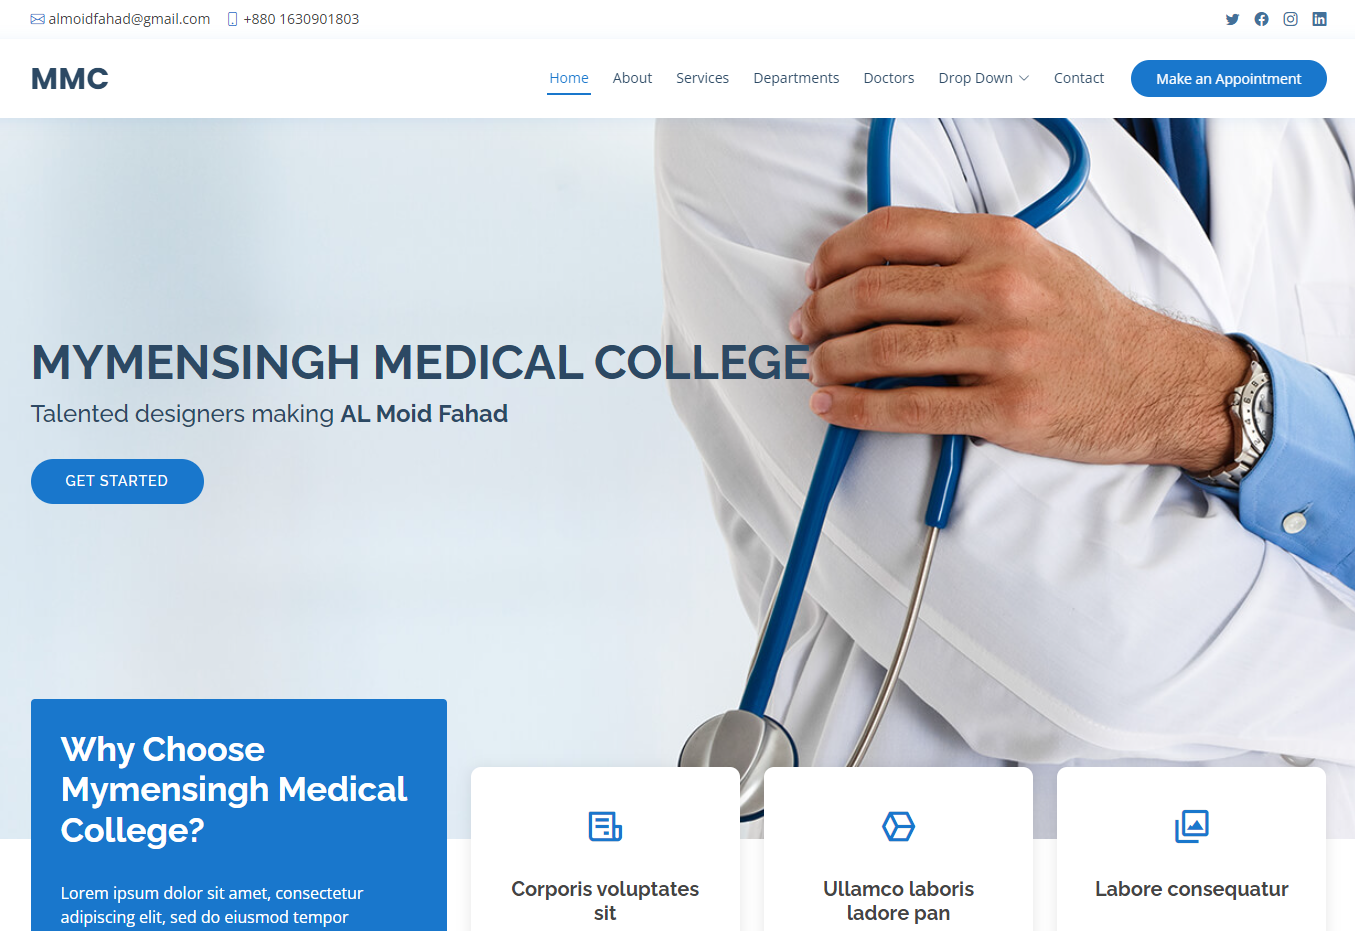 almoidfahad@gmail.com +880 1630901803
MMC
Home About Services Departments Doctors Drop Down Contact Make an Appointment
MYMENSINGH MEDICAL COLLEGE
Talented designers making AL Moid Fahad
GET STARTED
Why Choose
Mymensingh Medical
College?
Lorem ipsum dolor sit amet, consectetur
adipiscing elit, sed do eiusmod tempor
Corporis voluptates
sit
Ullamco laboris
ladore pan
Labore consequatur